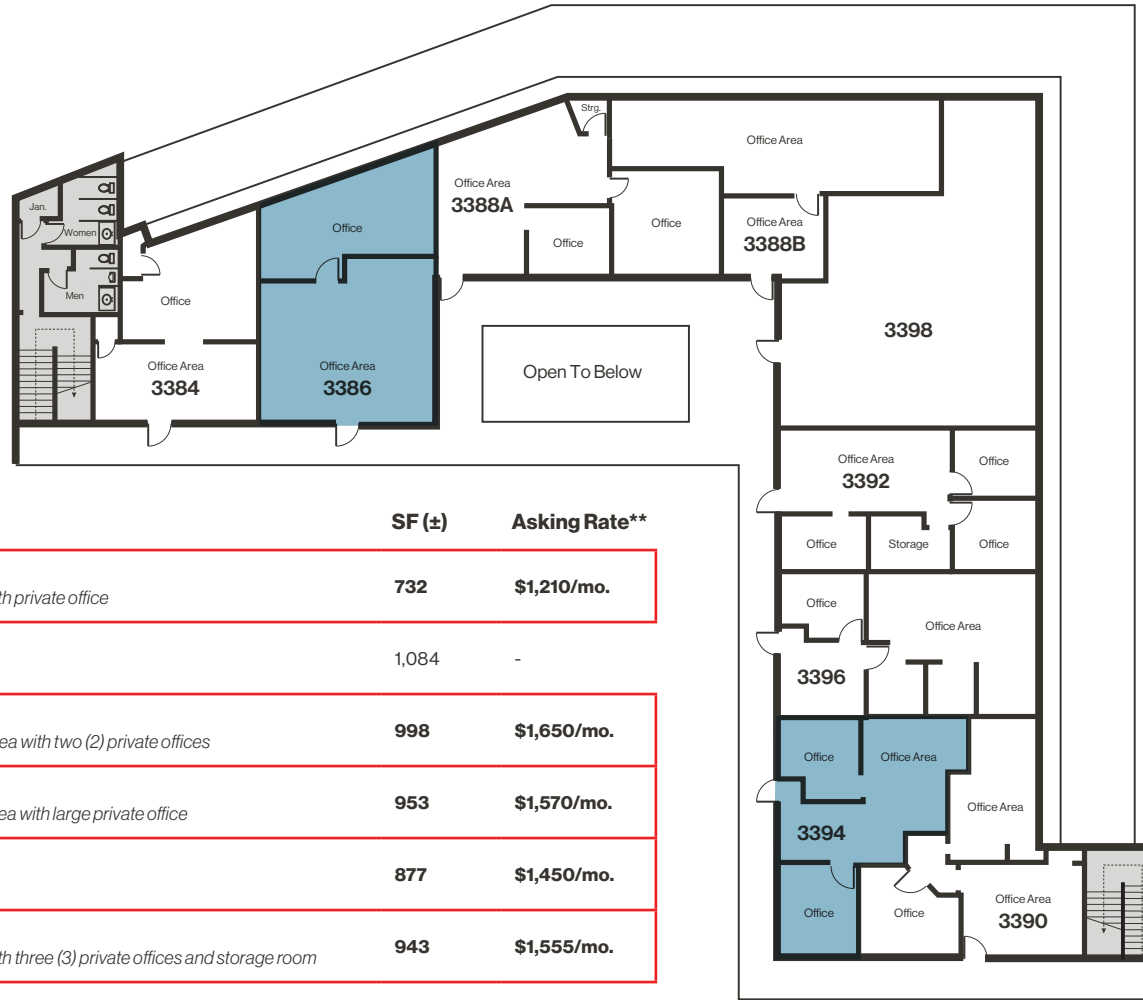 Strg.
Office Area
Office Area
3388A
Jan.
Women
Office
Office
Office Area
3388B
Office
Men
Office
3398
Office Area
3384
Office Area
3386
Open To Below
Office Area
3392
Office
SF (±) Asking Rate**
Office
Storage
Office
732 $1,210/mo.
th private office
Office
Office Area
1,084 -
3396
998 $1,650/mo.
ea with two (2) private offices
Office
Office Area
953 $1,570/mo.
ea with large private office
Office Area
3394
877 $1,450/mo.
Office
Office
Office Area
3390
943 $1,555/mo.
th three (3) private offices and storage room